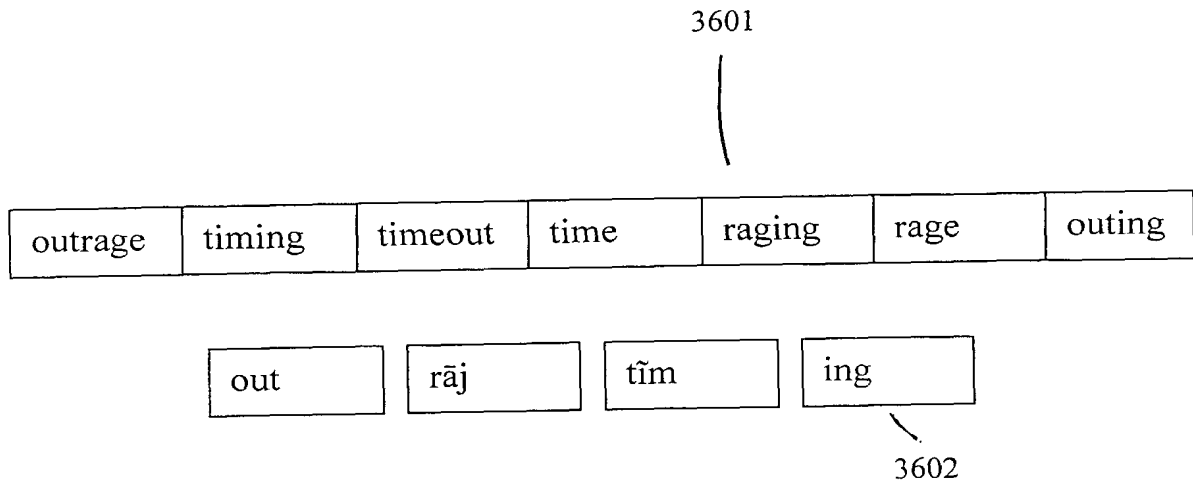 3601
outrage timing timeout time raging rage outing
out rāj tĩm ing
3602